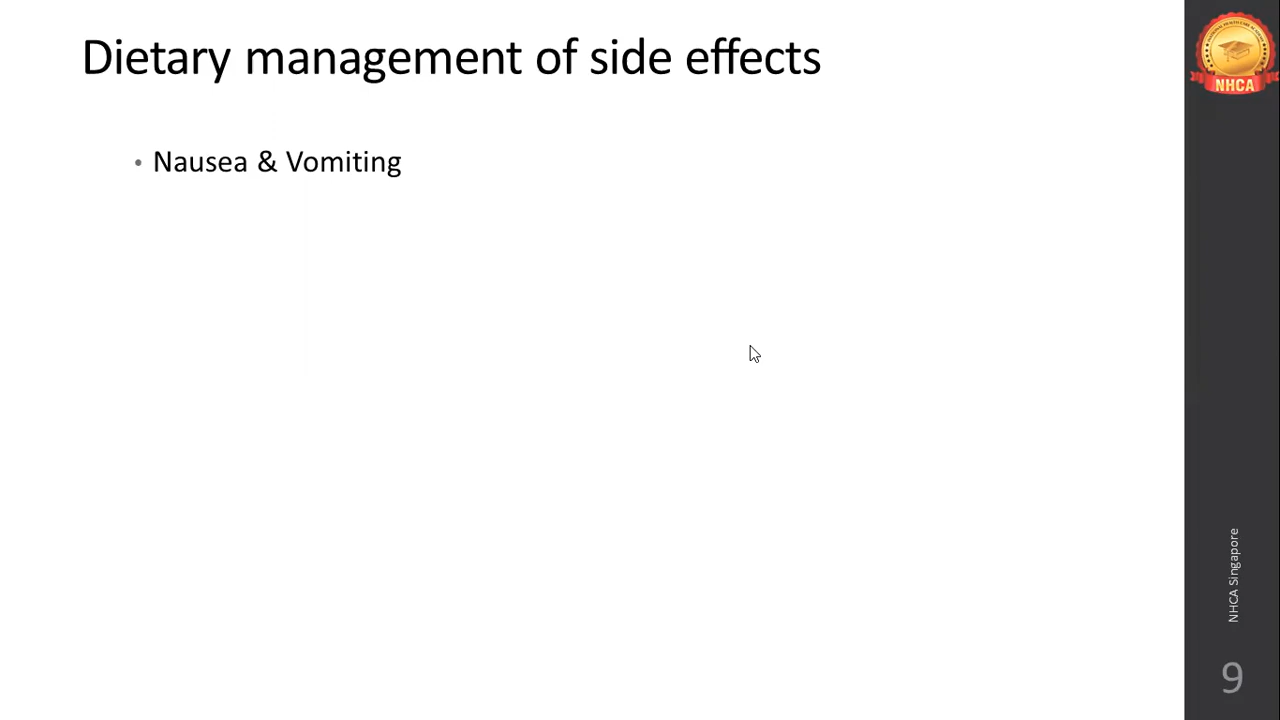 Dietary management of side effects
• Nausea & Vomiting
NHCA
NHCA Singapore
9